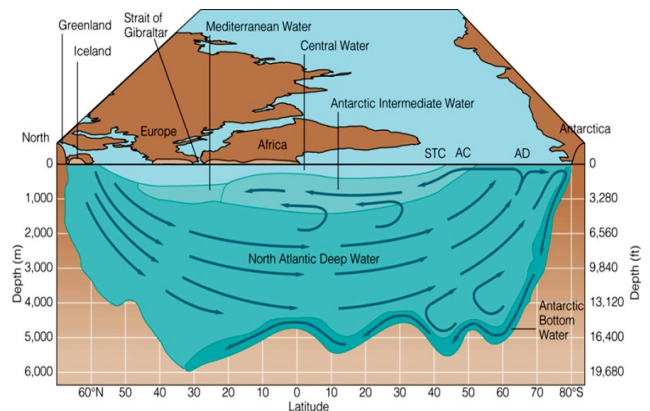 Greenland
Iceland
Strait of
Gibraltar
Mediterranean Water
Central Water
Antarctic Intermediate Water
North
Europe
Africa
STC AC AD
Antarctica
0
1,000
2,000
3,000
4,000
5,000
6,000
Depth (m)
North Atlantic Deep Water
0
3,280
6,560
9,840
13,120
16,400
19,680
Depth (ft)
Antarctic
Bottom
Water
60°N 50 40 30 20 10 0 10 20 30 40 50 60 70 80°S
Latitude